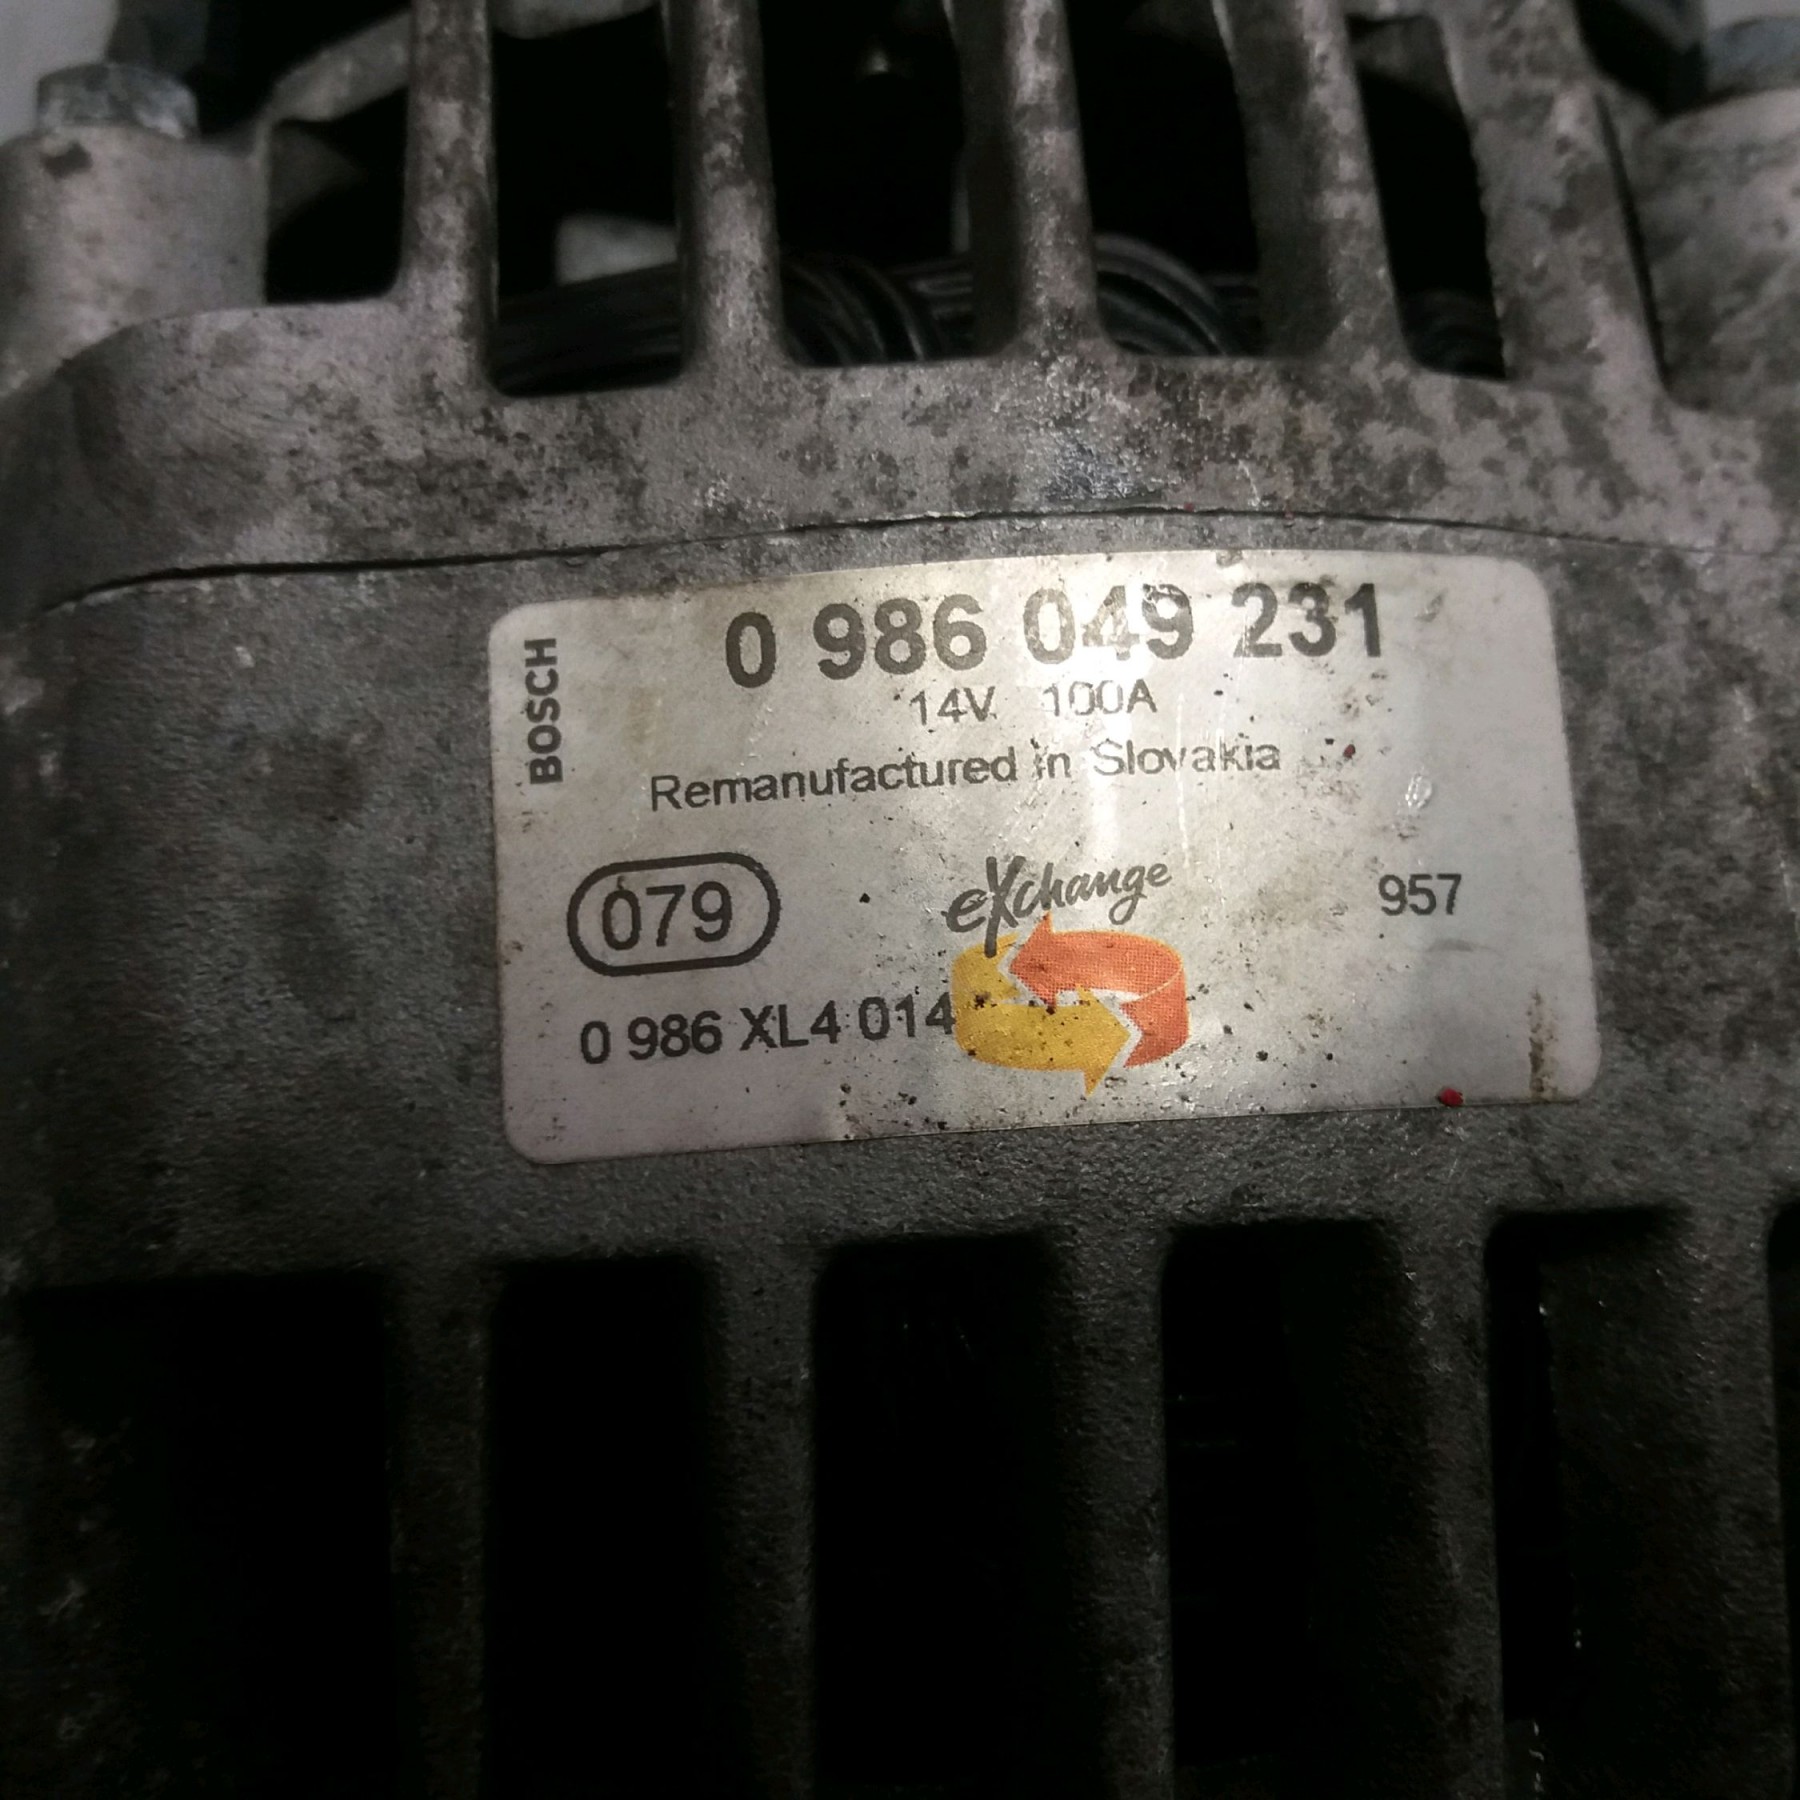 BOSCH
0 986 049 231
14V 100A
Remanufactured in Slovakia
079
eXchange
957
0 986 XL4 014